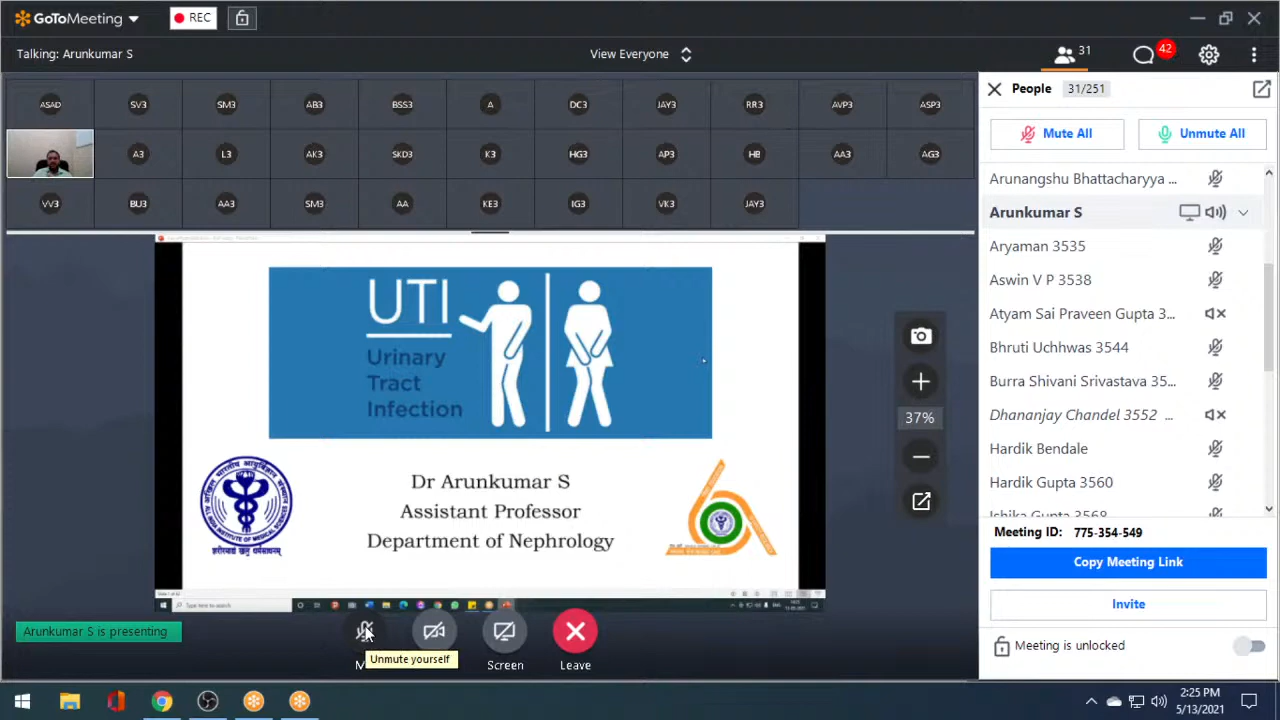 GoToMeeting
REC
Talking: Arunkumar S
View Everyone
31
42
ASAD SV3 SM3 AB3 BSS3 A DC3 JAY3 RR3 AVP3 ASP3
A3 L3 AK3 SKD3 K3 HG3 AP3 HB AA3 AG3
VV3 BU3 AA3 SM3 AA KE3 IG3 VK3 JAY3
UTI
Urinary
Tract
Infection
Dr Arunkumar S
Assistant Professor
Department of Nephrology
37%
Arunkumar S is presenting
Unmute yourself
Screen
Leave
People 31/251
Mute All
Unmute All
Arunangshu Bhattacharyya ...
Arunkumar S
Aryaman 3535
Aswin V P 3538
Atyam Sai Praveen Gupta 3...
Bhruti Uchhwas 3544
Burra Shivani Srivastava 35...
Dhananjay Chandel 3552 ...
Hardik Bendale
Hardik Gupta 3560
Ishika Gupta 3568
Meeting ID: 775-354-549
Copy Meeting Link
Invite
Meeting is unlocked
2:25 PM
5/13/2021